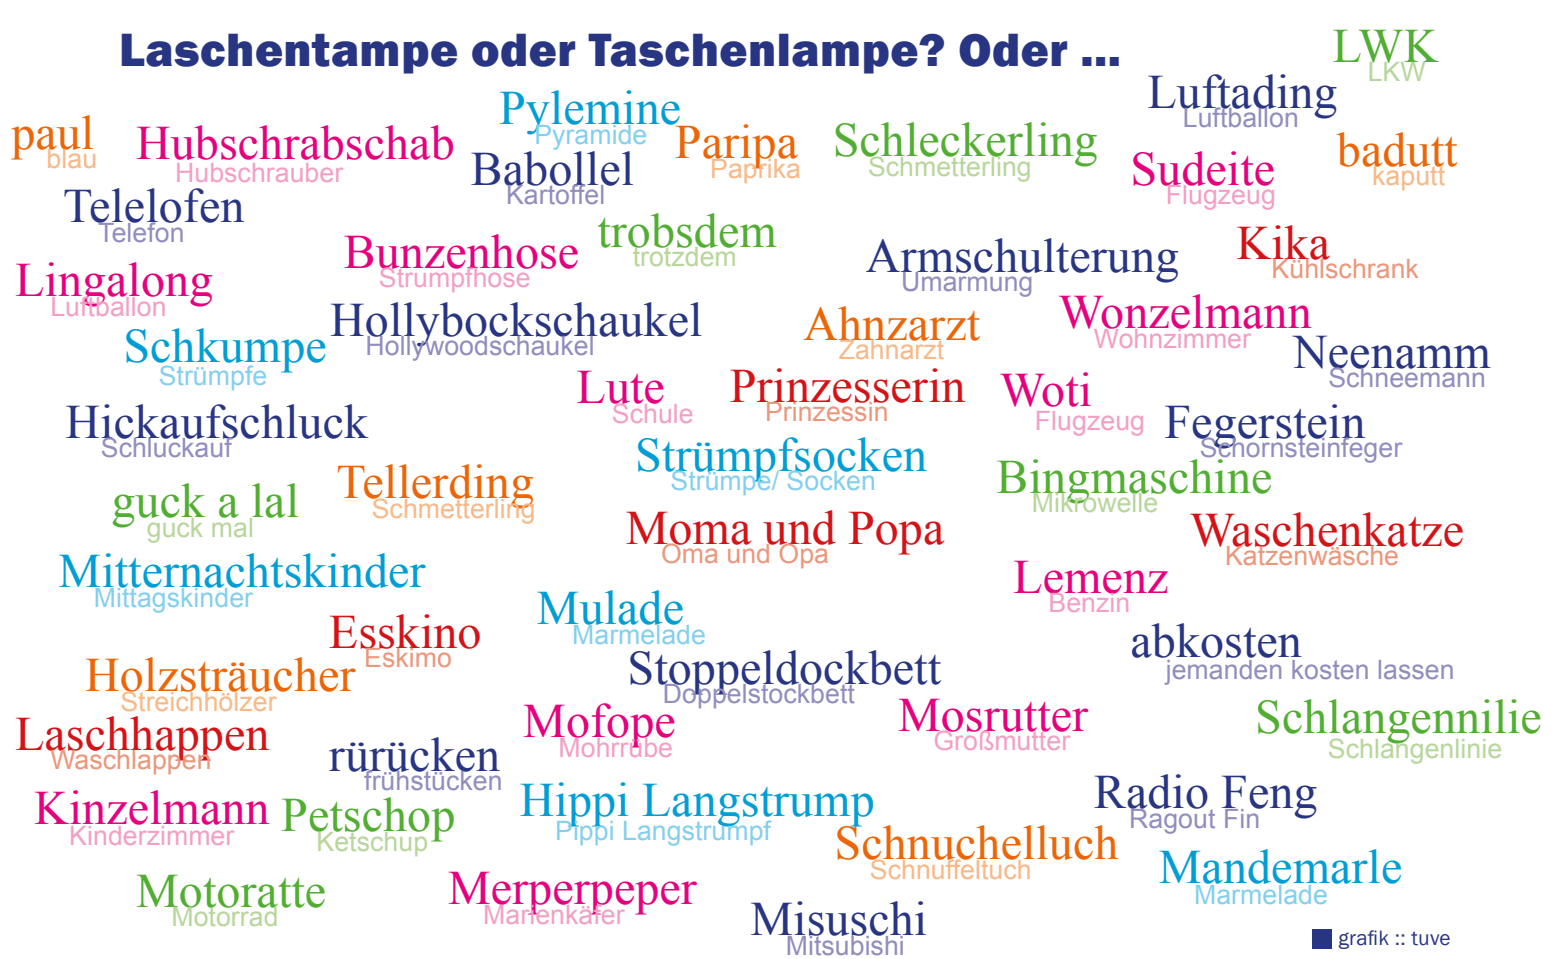 Laschentampe oder Taschenlampe? Oder ...
LWK
LKW
Luftading
Luftballon
Pylemine
Pyramide
paul
blau
Hubschrabschab
Hubschrauber
Paripa
Paprika
Schleckerling
Schmetterling
badutt
kaputt
Babollel
Kartoffel
Sudeite
Flugzeug
Telelofen
Telefon
trobsdem
trotzdem
Bunzenhose
Strumpfhose
Armschulterung
Umarmung
Kika
Kühlschrank
Lingalong
Luftballon
Hollybockschaukel
Hollywoodschaukel
Ahnzarzt
Zahnarzt
Wonzelmann
Wohnzimmer
Schkumpe
Strümpfe
Neenamm
Schneemann
Lute
Schule
Prinzesserin
Prinzessin
Woti
Flugzeug
Hickaufschluck
Schluckauf
Fegerstein
Schornsteinfeger
Strümpfsocken
Strümpe/ Socken
Tellerding
Schmetterling
Bingmaschine
Mikrowelle
guck a lal
guck mal
Moma und Popa
Oma und Opa
Waschenkatze
Katzenwäsche
Mitternachtskinder
Mittagskinder
Lemenz
Benzin
Mulade
Marmelade
Esskino
Eskimo
abkosten
jemanden kosten lassen
Holzsträucher
Streichhölzer
Stoppeldockbett
Doppelstockbett
Mofope
Mohrrübe
Mosrutter
Großmutter
Schlangennilie
Schlangenlinie
Laschhappen
Waschlappen
rürücken
frühstücken
Kinzelmann
Kinderzimmer
Petschop
Ketschup
Hippi Langstrump
Pippi Langstrumpf
Radio Feng
Ragout Fin
Schnuchelluch
Schnuffeltuch
Mandemarle
Marmelade
Motoratte
Motorrad
Merperpeper
Marienkäfer
Misuschi
Mitsubishi
grafik :: tuve